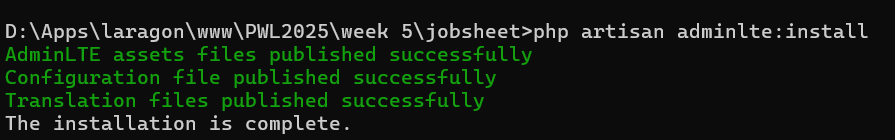 D:\Apps\laragon\www\PWL2025\week 5\jobsheet>php artisan adminlte:install
AdminLTE assets files published successfully
Configuration file published successfully
Translation files published successfully
The installation is complete.